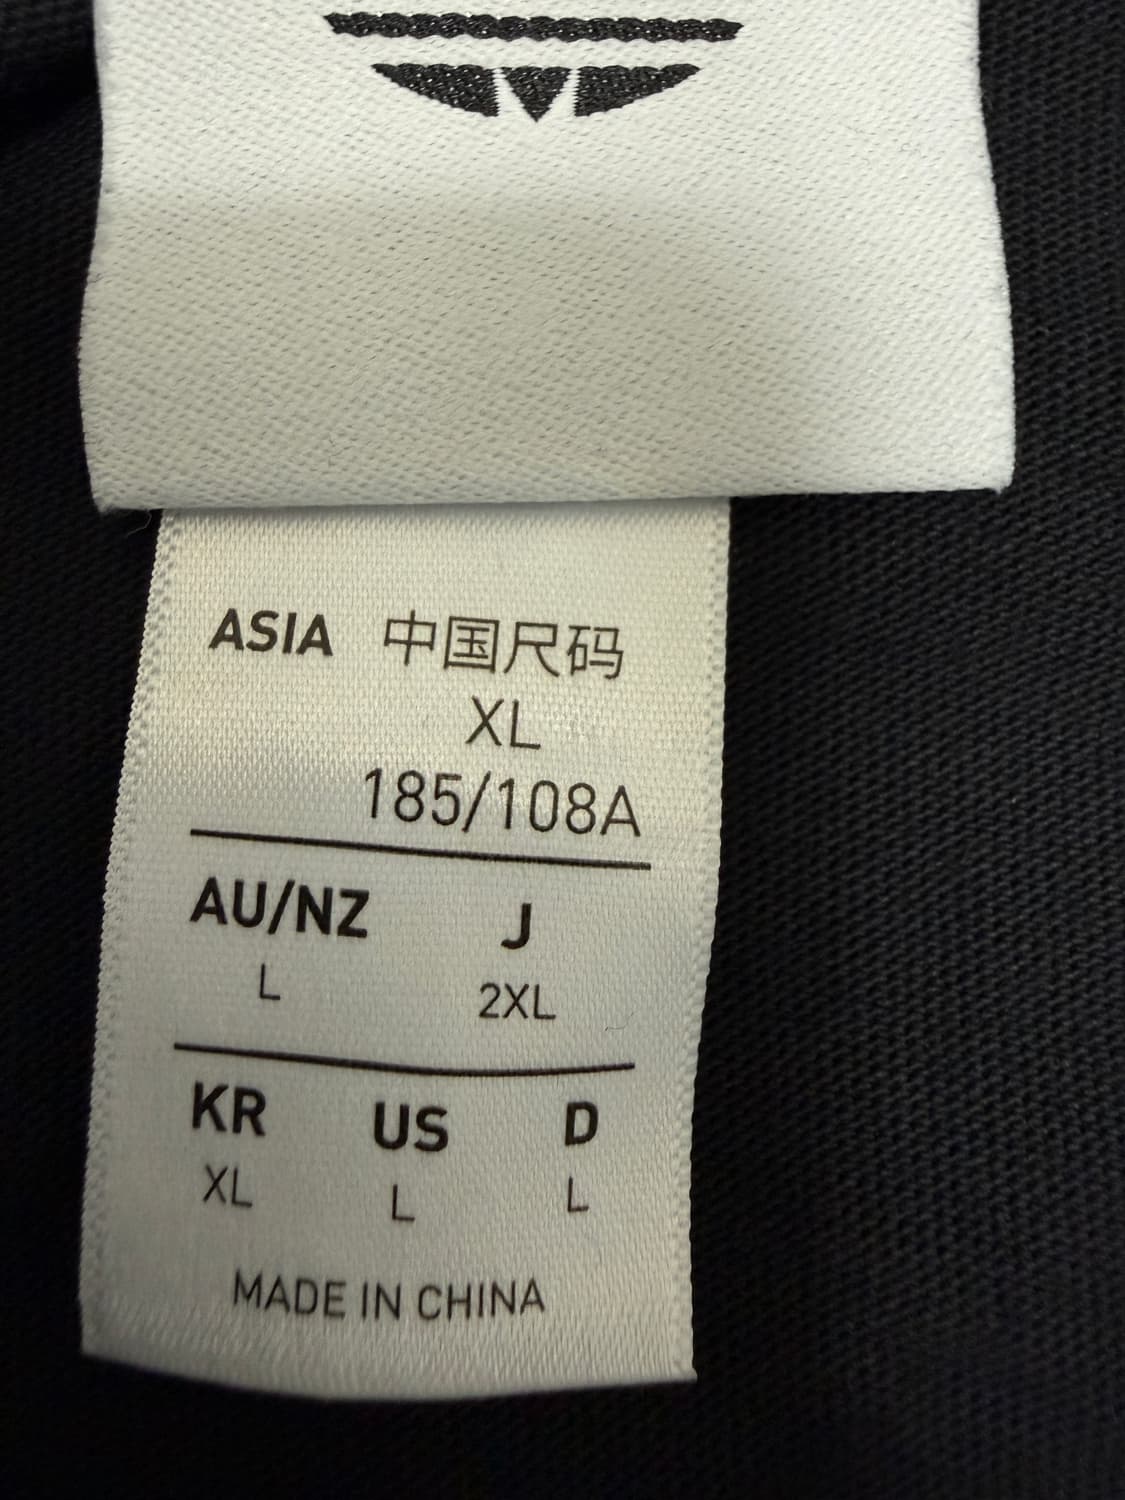 ASIA 中国尺码
XL
185/108A
AU/NZ J
L 2XL
KR US D
XL L L
MADE IN CHINA